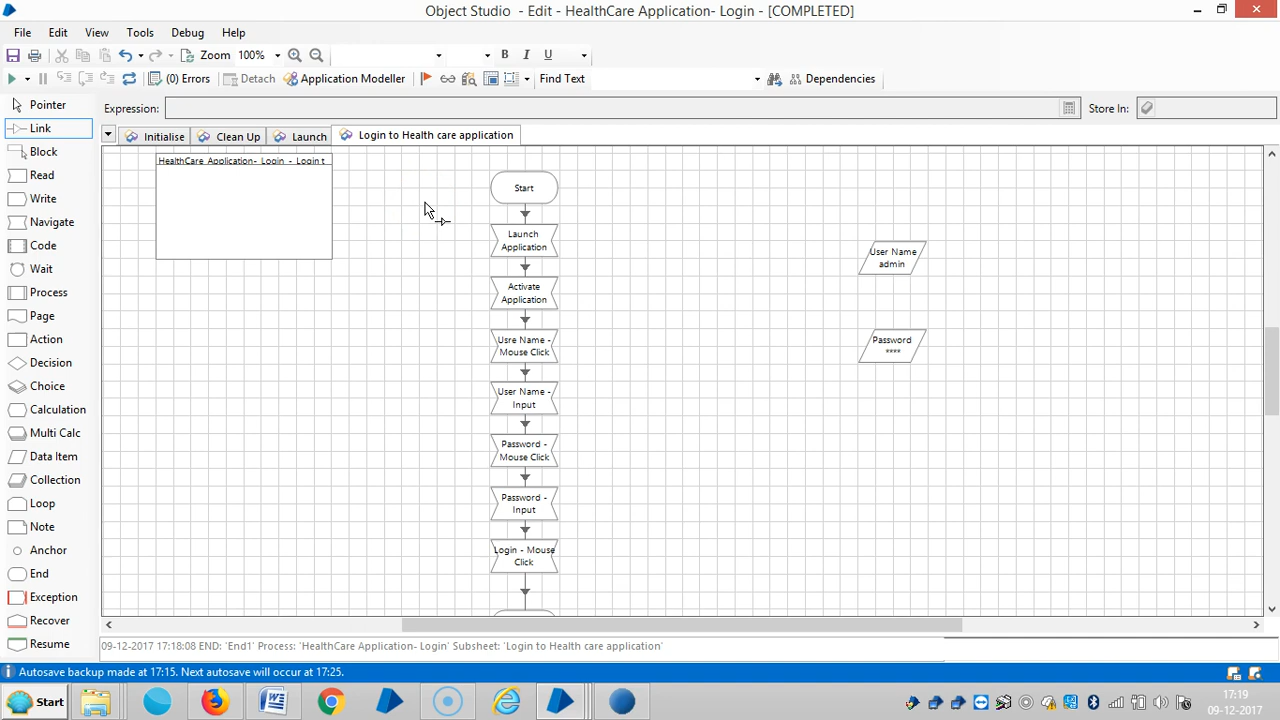 Object Studio - Edit - HealthCare Application- Login - [COMPLETED]
File Edit View Tools Debug Help
Zoom 100% B I U
(0) Errors Detach Application Modeller Find Text Dependencies
Pointer
Link
Block
Read
Write
Navigate
Code
Wait
Process
Page
Action
Decision
Choice
Calculation
Multi Calc
Data Item
Collection
Loop
Note
Anchor
End
Exception
Recover
Resume
Expression: Store In:
Initialise Clean Up Launch Login to Health care application
HealthCare Application- Login - Login t
Start
Launch
Application
Activate
Application
Usre Name -
Mouse Click
User Name -
Input
Password -
Mouse Click
Password -
Input
Login - Mouse
Click
User Name
admin
Password
****
09-12-2017 17:18:08 END: 'End1' Process: 'HealthCare Application- Login' Subsheet: 'Login to Health care application'
Autosave backup made at 17:15. Next autosave will occur at 17:25.
Start
17:19
09-12-2017